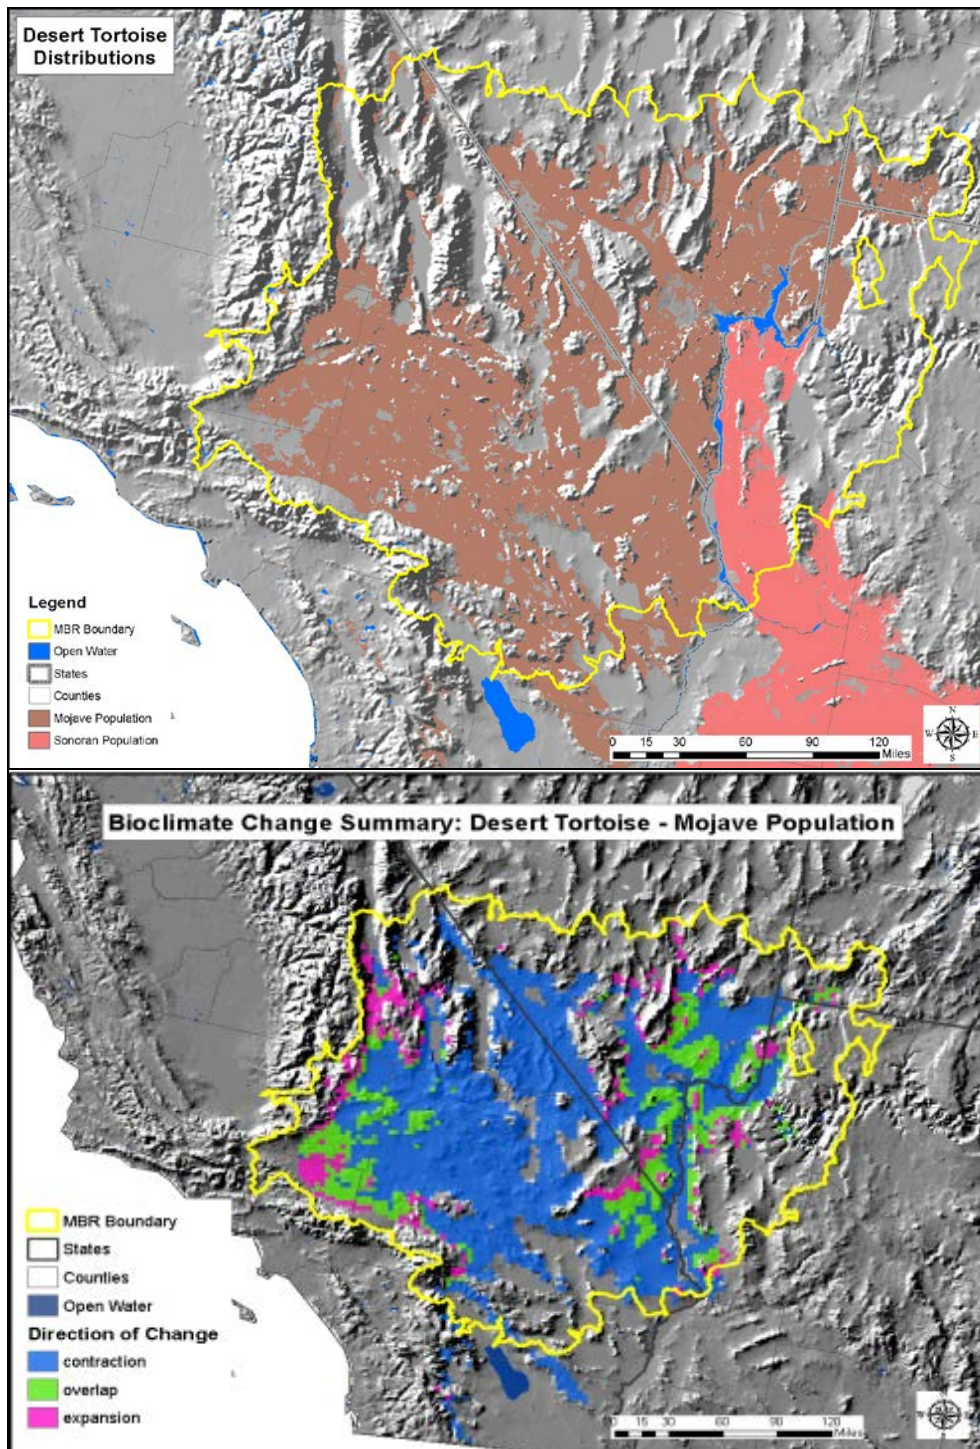 Desert Tortoise
Distributions
Legend
MBR Boundary
Open Water
States
Counties
Mojave Population
Sonoran Population
N
W E
S
0 15 30 60 90 120
Miles
Bioclimate Change Summary: Desert Tortoise - Mojave Population
MBR Boundary
States
Counties
Open Water
Direction of Change
contraction
overlap
expansion
0 15 30 60 90 120
Miles